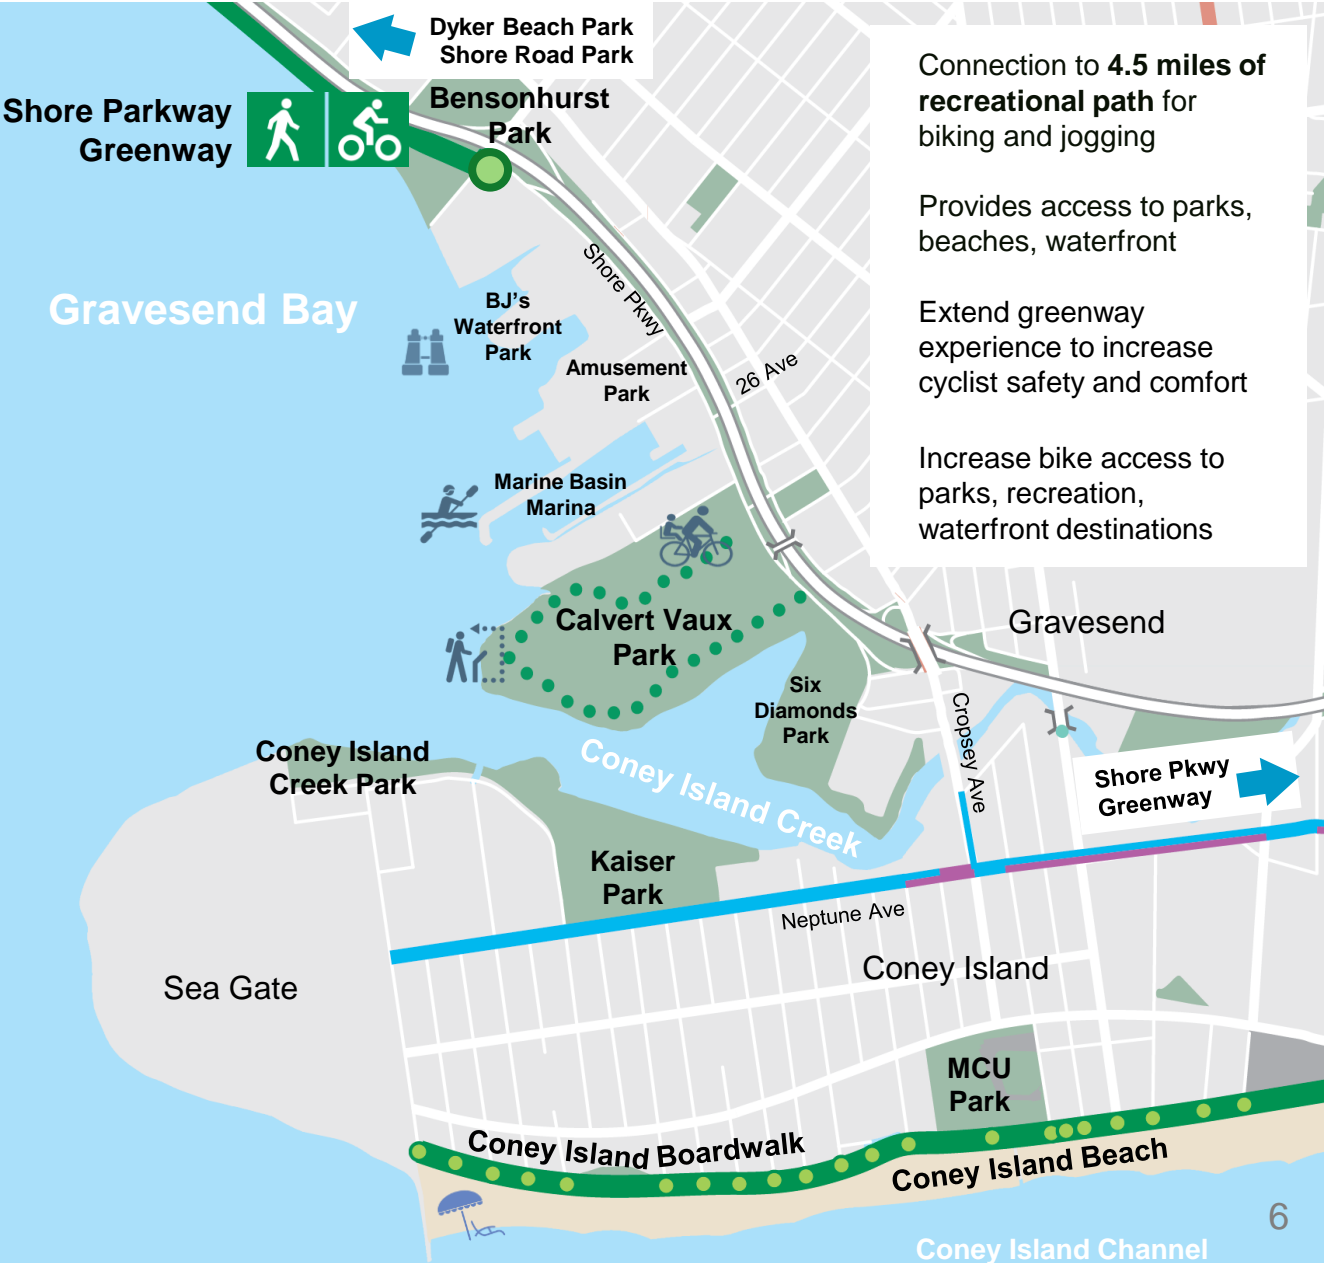 Dyker Beach Park
Shore Road Park
Shore Parkway
Greenway
Bensonhurst
Park
Connection to 4.5 miles of
recreational path for
biking and jogging
Provides access to parks,
beaches, waterfront
Extend greenway
experience to increase
cyclist safety and comfort
Increase bike access to
parks, recreation,
waterfront destinations
Gravesend Bay
Shore Pkwy
BJ's
Waterfront
Park
Amusement
Park
26 Ave
Marine Basin
Marina
Calvert Vaux
Park
Gravesend
Six
Diamonds
Park
Cropsey Ave
Coney Island
Creek Park
Coney Island Creek
Shore Pkwy
Greenway
Kaiser
Park
Neptune Ave
Sea Gate
Coney Island
MCU
Park
Coney Island Boardwalk
Coney Island Beach
6
Coney Island Channel